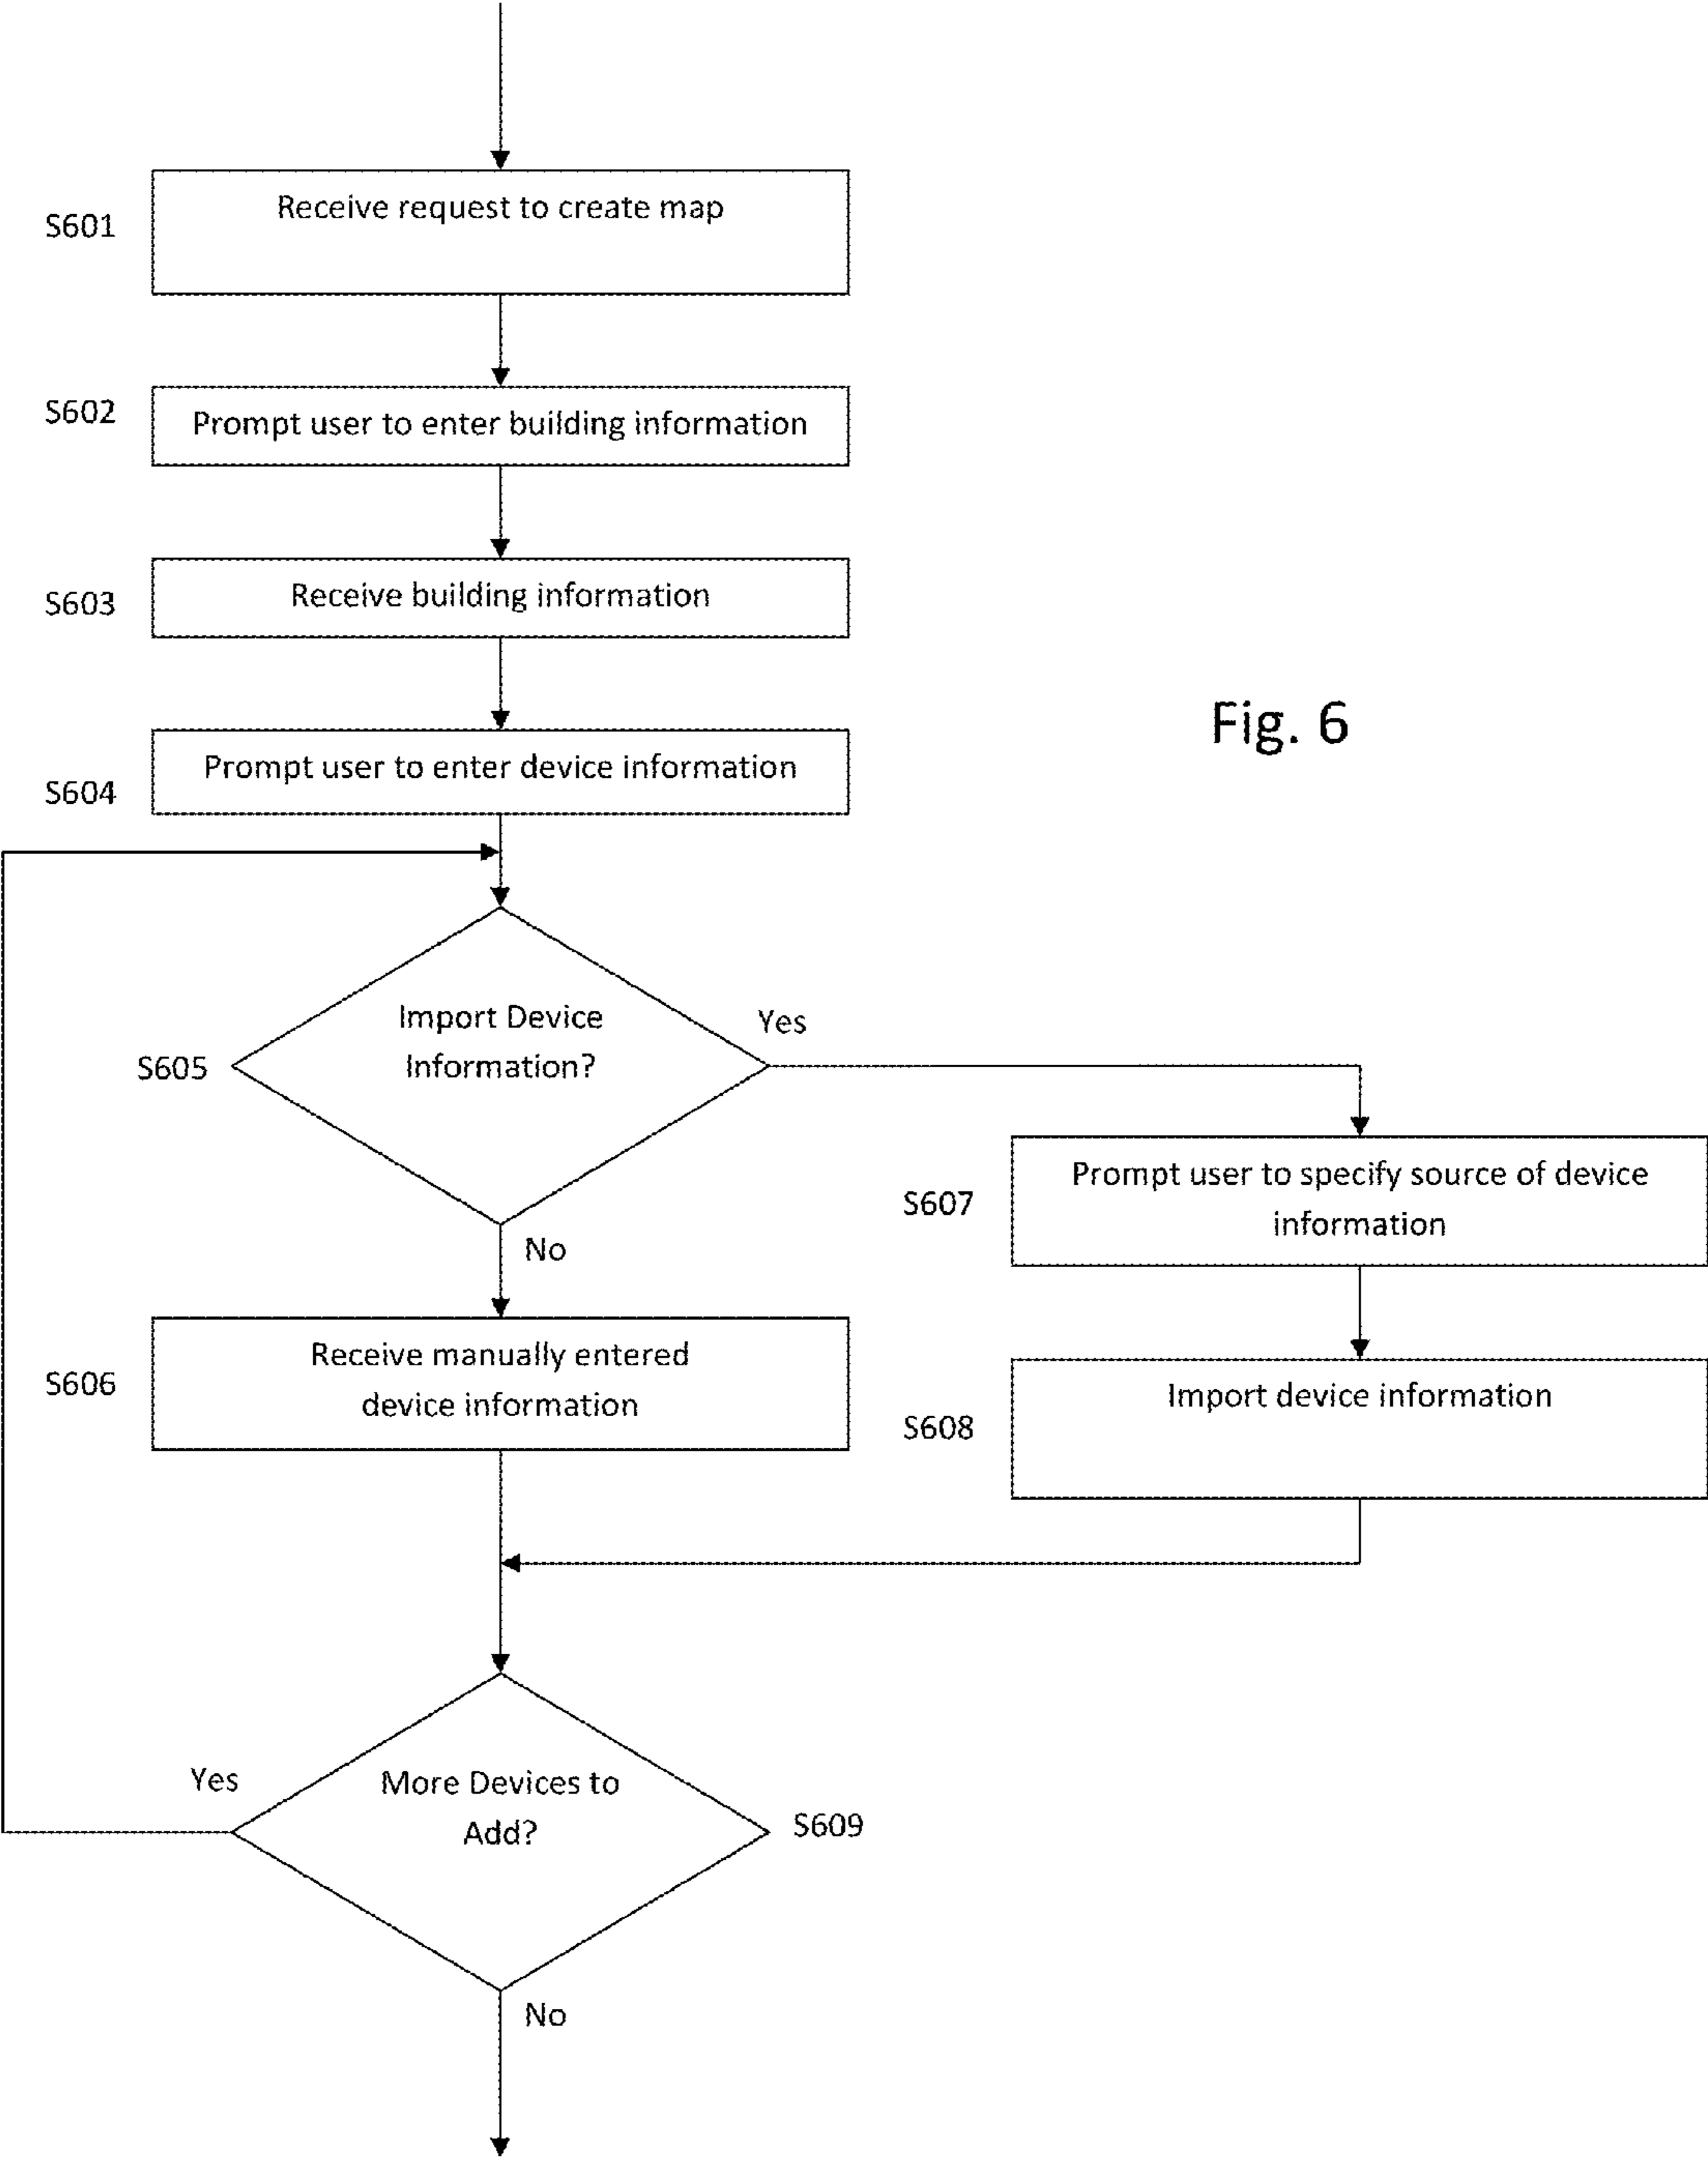 S601
Receive request to create map
S602
Prompt user to enter building information
S603
Receive building information
Fig. 6
S604
Prompt user to enter device information
S605
Import Device
Information?
Yes
No
S607
Prompt user to specify source of device
information
S606
Receive manually entered
device information
S608
Import device information
Yes
More Devices to
Add?
S609
No